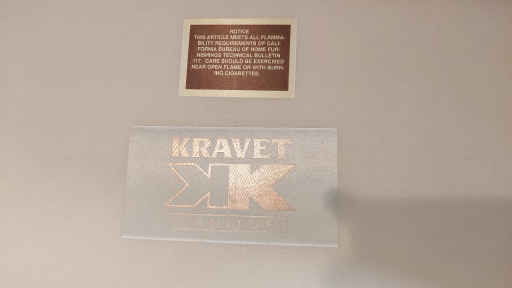 NOTICE
THIS ARTICLE MEETS ALL FLAMMA-
BILITY REQUIREMENTS OF CALI-
FORNIA BUREAU OF HOME FUR-
NISHINGS TECHNICAL BULLETIN
117. CARE SHOULD BE EXERCISED
NEAR OPEN FLAME OR WITH BURN-
ING CIGARETTES.
KRAVET
KK